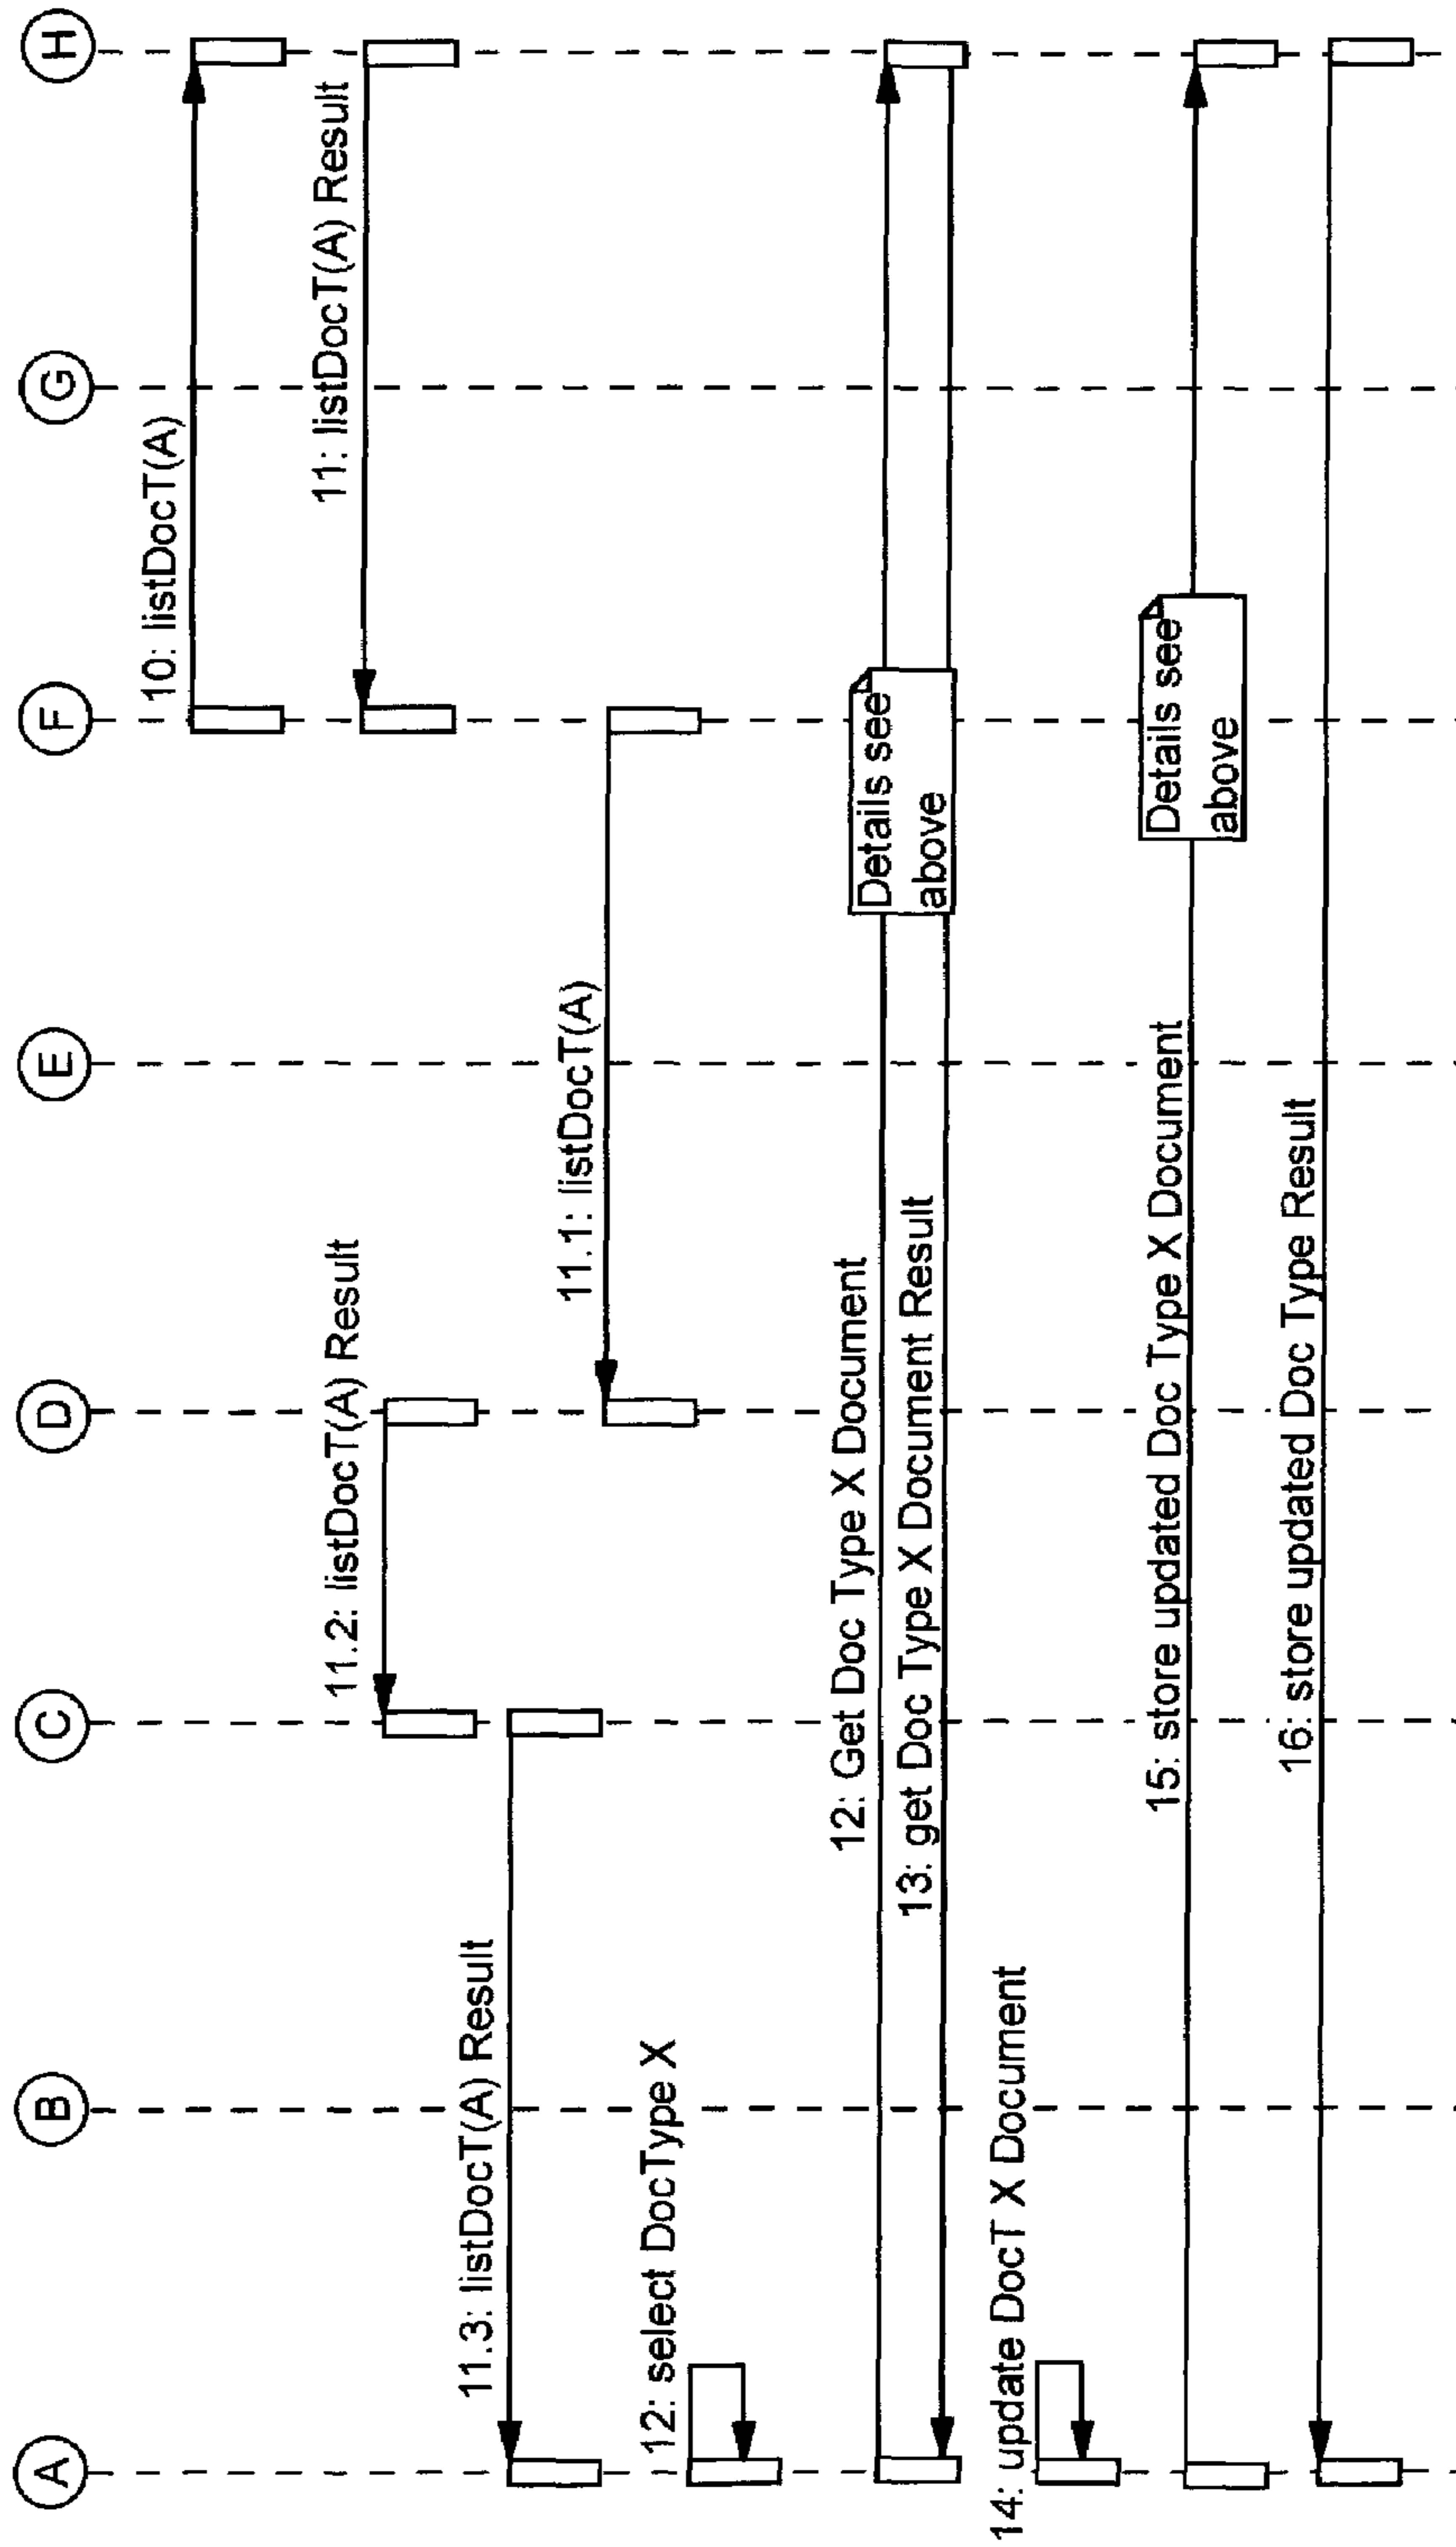 A
B
C
D
E
F
G
H
10: listDocT(A)
11: listDocT(A) Result
11.2: listDocT(A) Result
11.3: listDocT(A) Result
11.1: listDocT(A)
12: select DocType X
12: Get Doc Type X Document
Details see
above
13: get Doc Type X Document Result
14: update DocT X Document
15: store updated Doc Type X Document
Details see
above
16: store updated Doc Type Result